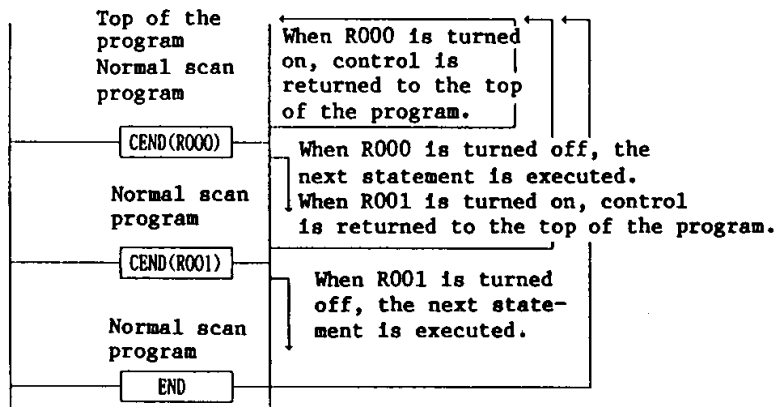 Top of the
program
Normal scan
program
When R000 is turned
on, control is
returned to the top
of the program.
CEND(R000)
When R000 is turned off, the
next statement is executed.
Normal scan
program
When R001 is turned on, control
is returned to the top of the program.
CEND(R001)
When R001 is turned
off, the next state-
ment is executed.
Normal scan
program
END